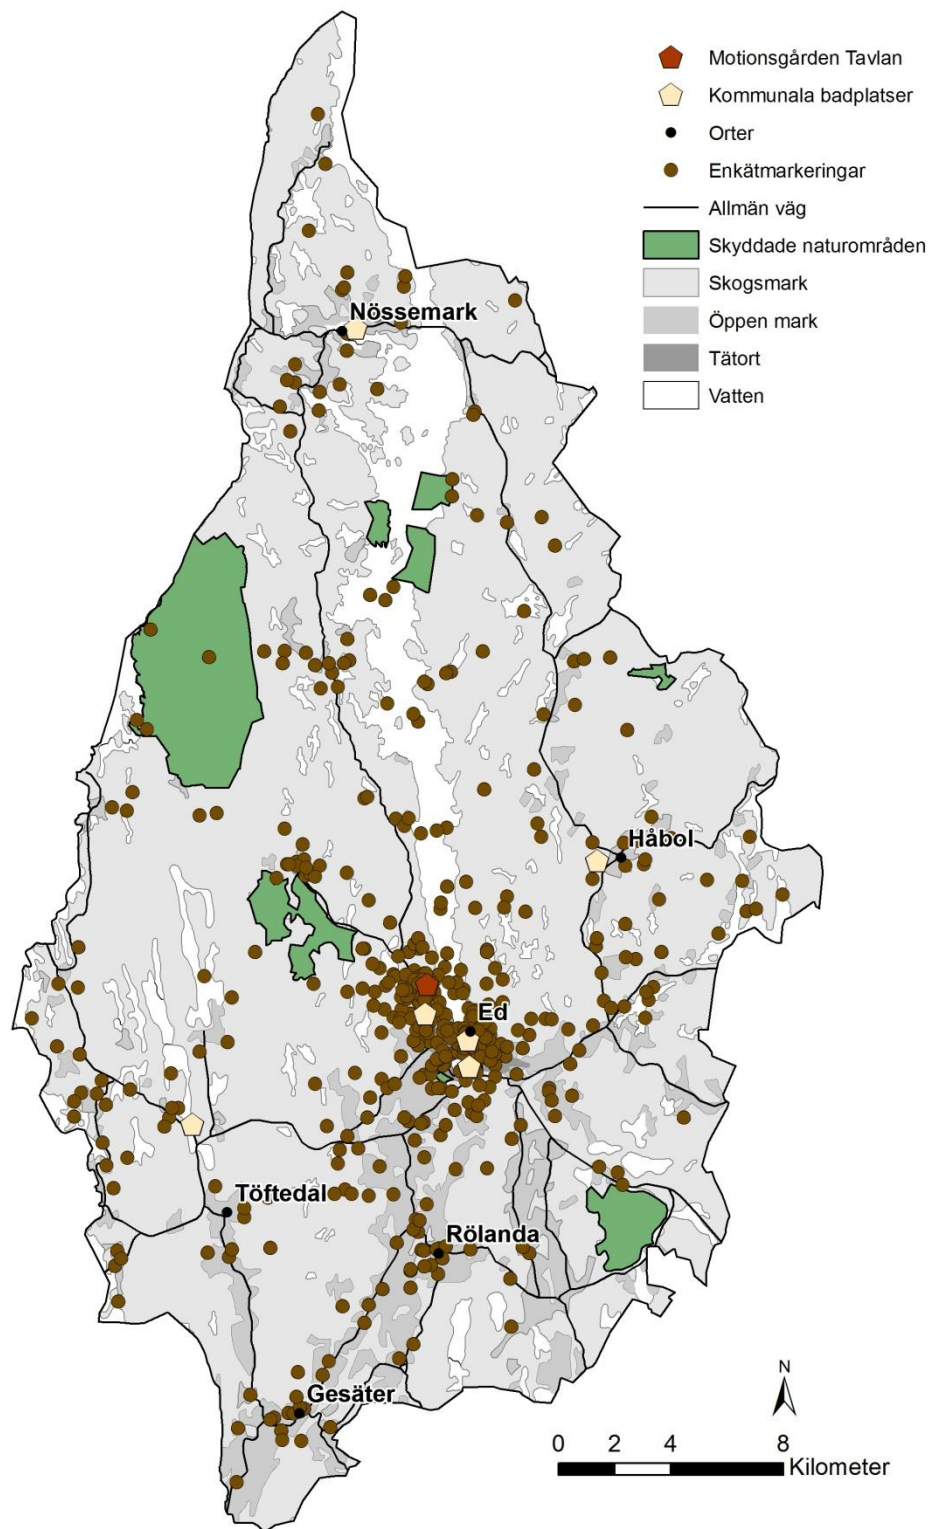 Motionsgården Tavlan
Kommunala badplatser
Orter
Enkätmarkeringar
Allmän väg
Skyddade naturområden
Skogsmark
Öppen mark
Tätort
Vatten
Nössemark
Håbol
Ed
Töftedal
Rölanda
Gesäter
N
0 2 4 8
Kilometer